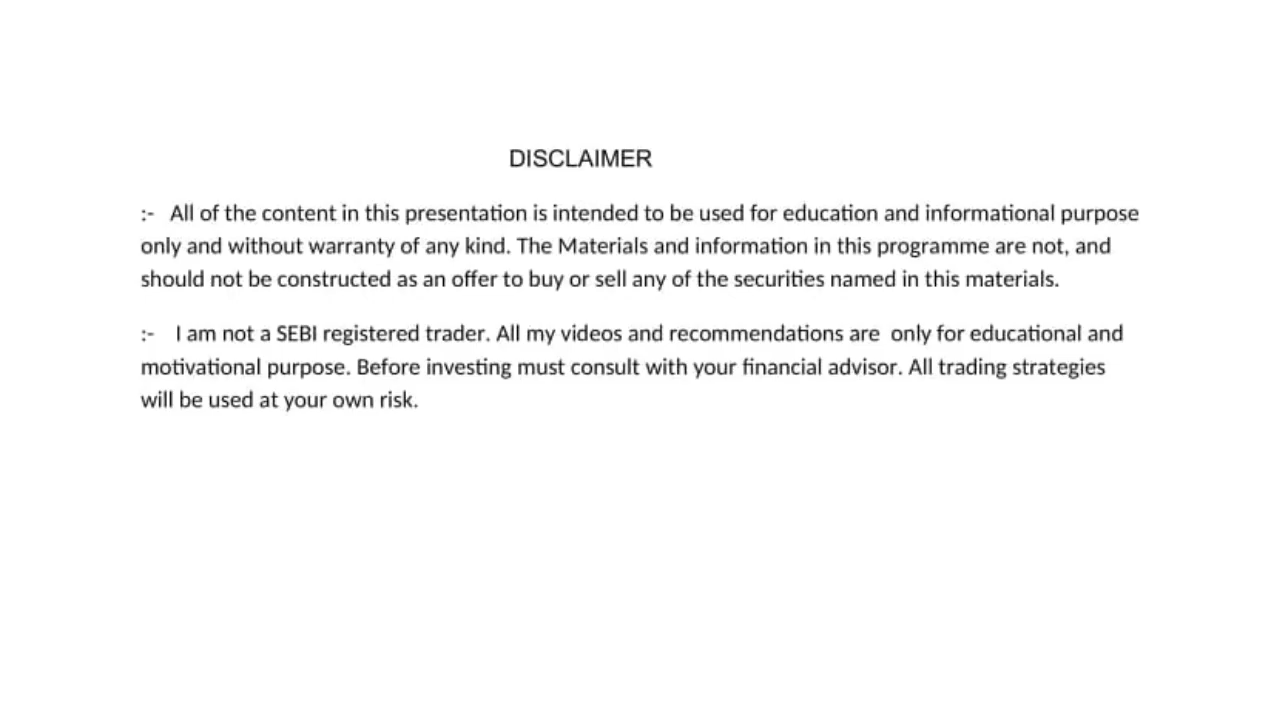 DISCLAIMER
:- All of the content in this presentation is intended to be used for education and informational purpose
only and without warranty of any kind. The Materials and information in this programme are not, and
should not be constructed as an offer to buy or sell any of the securities named in this materials.
:- I am not a SEBI registered trader. All my videos and recommendations are only for educational and
motivational purpose. Before investing must consult with your financial advisor. All trading strategies
will be used at your own risk.